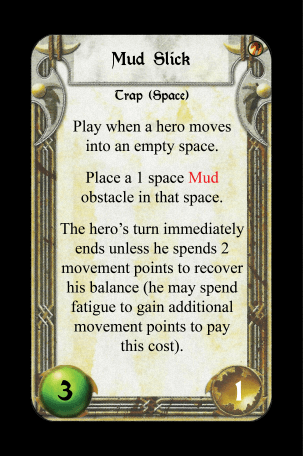 Mud Slick
Trap (Space)
Play when a hero moves
into an empty space.
Place a 1 space Mud
obstacle in that space.
The hero's turn immediately
ends unless he spends 2
movement points to recover
his balance (he may spend
fatigue to gain additional
movement points to pay
this cost).
3
1